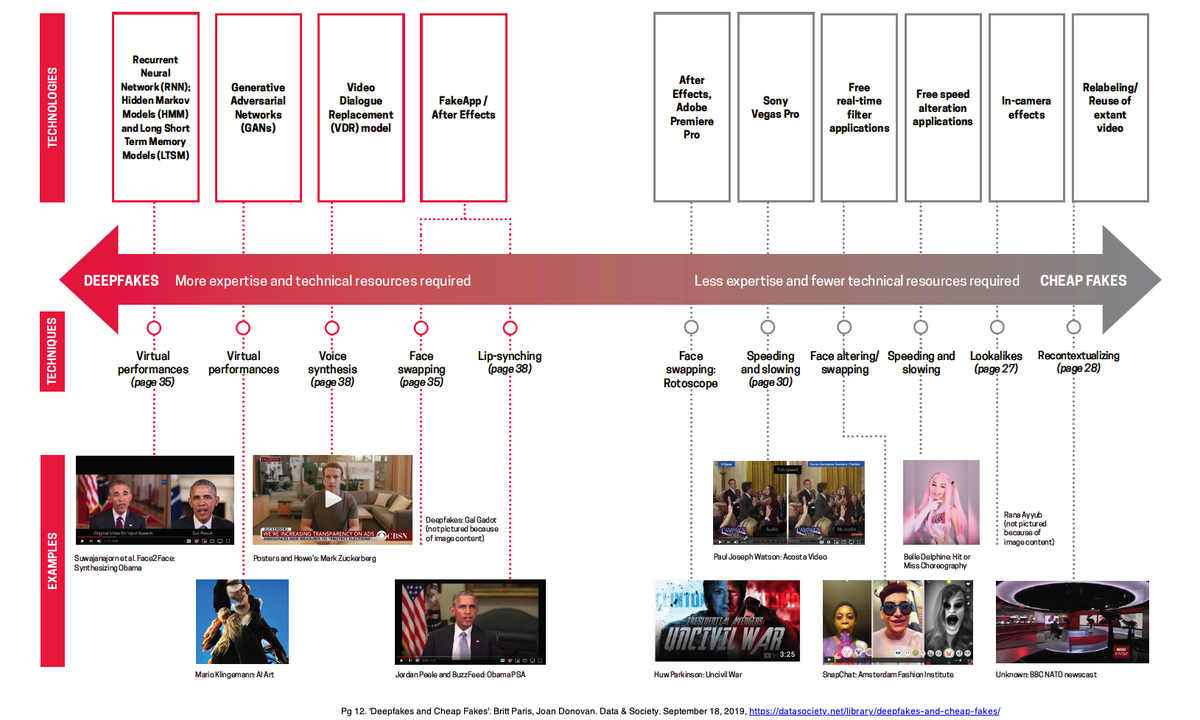 TECHNOLOGIES
Recurrent
Neural
Network (RNN);
Hidden Markov
Models (HMM)
and Long Short
Term Memory
Models (LTSM)
Generative
Adversarial
Networks
(GANs)
Video
Dialogue
Replacement
(VDR) model
FakeApp /
After Effects
After
Effects,
Adobe
Premiere
Pro
Sony
Vegas Pro
Free
real-time
filter
applications
Free speed
alteration
applications
In-camera
effects
Relabeling/
Reuse of
extant
video
DEEPFAKES
More expertise and technical resources required
Less expertise and fewer technical resources required
CHEAP FAKES
TECHNIQUES
Virtual
performances
(page 35)
Virtual
performances
Voice
synthesis
(page 38)
Face
swapping
(page 35)
Lip-synching
(page 38)
Face
swapping:
Rotoscope
Speeding
and slowing
(page 30)
Face altering/
swapping
Speeding and
slowing
Lookalikes
(page 27)
Recontextualizing
(page 28)
EXAMPLES
Original Video for Input Speech
Our Result
Suwajanajorn et al. Face2Face:
Synthesizing Obama
ZUCKERBERG:
WE'RE INCREASING TRANSPARENCY ON ADS
CBSN
Posters and Howe's: Mark Zuckerberg
Deepfakes: Gal Gadot
(not pictured because
of image content)
Full speed
Audio
No audio
Paul Joseph Watson: Acosta Video
Belle Delphine: Hit or
Miss Choreography
Rana Ayyub
(not pictured
because of
image content)
Mario Klingemann: AI Art
Jordan Peele and BuzzFeed: Obama PSA
CLINTON
PRESIDENTIAL AVENGERS
UNCIVIL WAR
3:25
Huw Parkinson: Uncivil War
SnapChat: Amsterdam Fashion Institute
Unknown: BBC NATO newscast
Pg 12. 'Deepfakes and Cheap Fakes'. Britt Paris, Joan Donovan. Data & Society. September 18, 2019, https://datasociety.net/library/deepfakes-and-cheap-fakes/